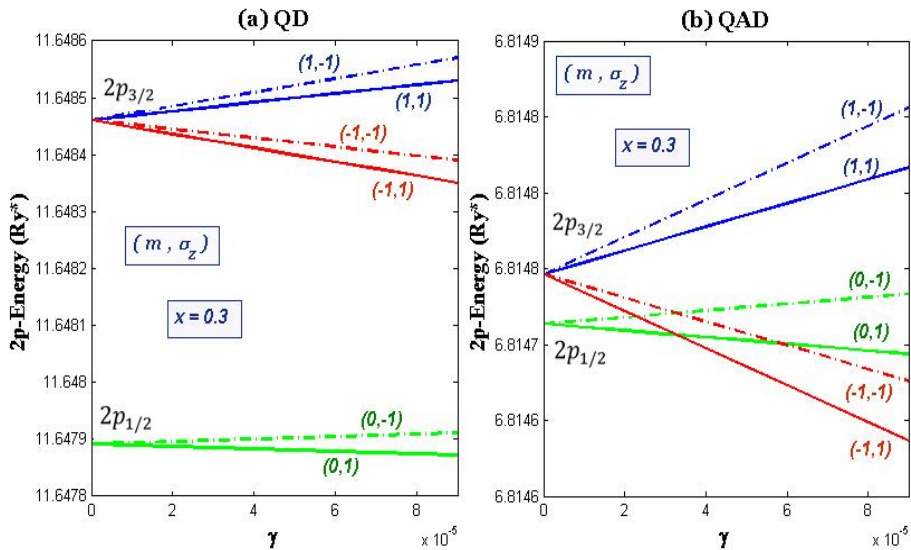 (a) QD
2p-Energy (Ry*)
11.6486
11.6485
11.6484
11.6483
11.6482
11.6481
11.648
11.6479
11.6478
2p3/2
(1,-1)
(1,1)
(-1,-1)
(-1,1)
(m , σz)
x = 0.3
2p1/2
(0,-1)
(0,1)
0 2 4 6 8
γ
× 10-5
(b) QAD
2p-Energy (Ry*)
6.8149
6.8148
6.8148
6.8148
6.8147
6.8146
6.8146
(m , σz)
x = 0.3
(1,-1)
(1,1)
2p3/2
(0,-1)
(0,1)
2p1/2
(-1,-1)
(-1,1)
0 2 4 6 8
γ
× 10-5